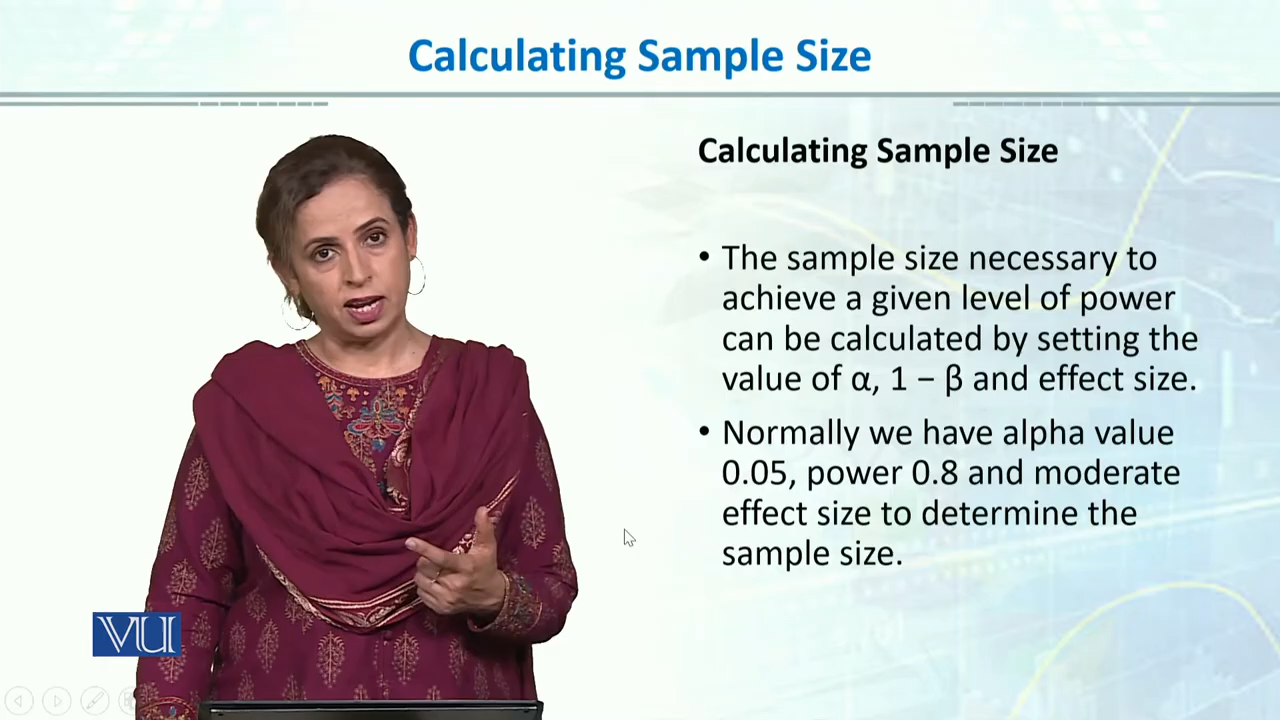 Calculating Sample Size
Calculating Sample Size
• The sample size necessary to
achieve a given level of power
can be calculated by setting the
value of α, 1 – β and effect size.
• Normally we have alpha value
0.05, power 0.8 and moderate
effect size to determine the
sample size.
VU